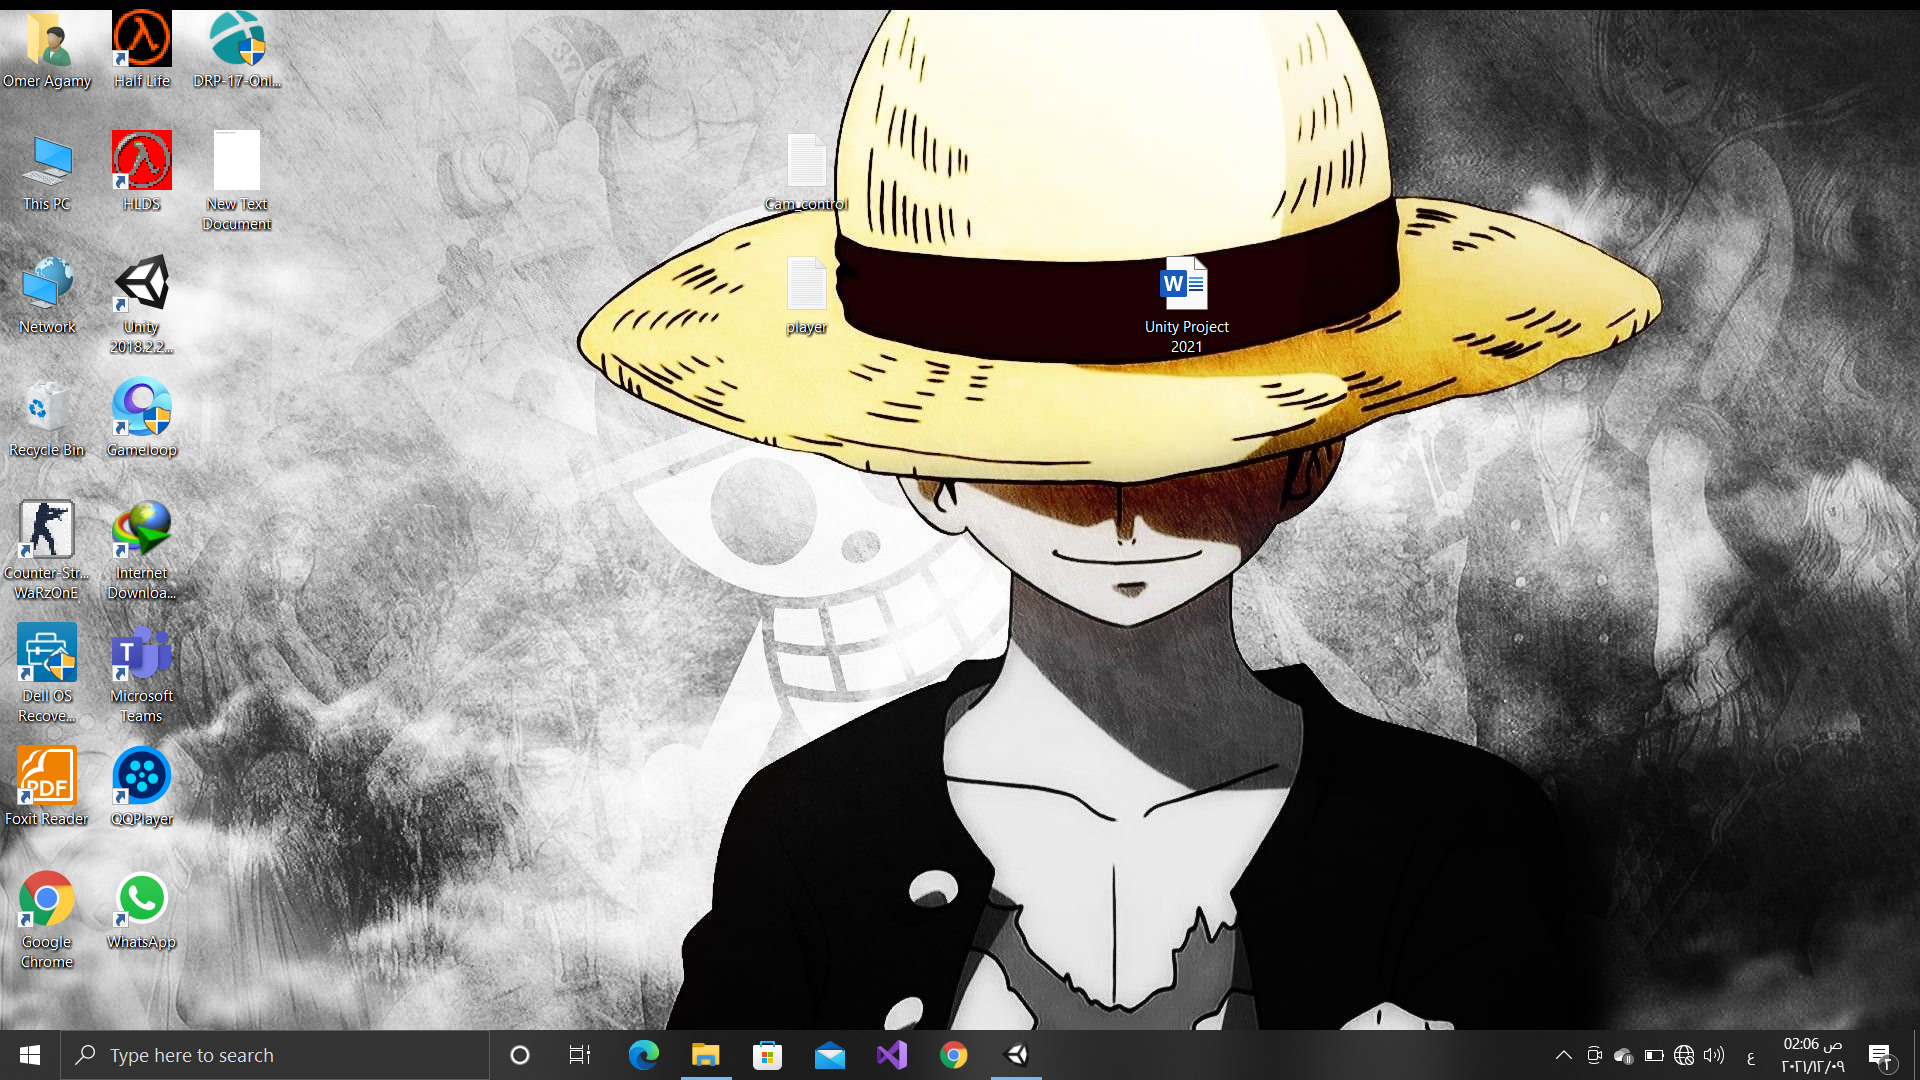 Omer Agamy
Half Life
DRP-17-Onl...
This PC
HLDS
New Text
Document
Cam_control
Network
Unity
2018.2.2...
player
W
Unity Project
2021
Recycle Bin
Gameloop
Counter-Str...
WaRzOnE
Internet
Downloa...
Dell OS
Recove...
T
Microsoft
Teams
PDF
Foxit Reader
QQPlayer
Google
Chrome
WhatsApp
Type here to search
ع
02:06 ص
٢٠٢١/١٢/٠٩
٢